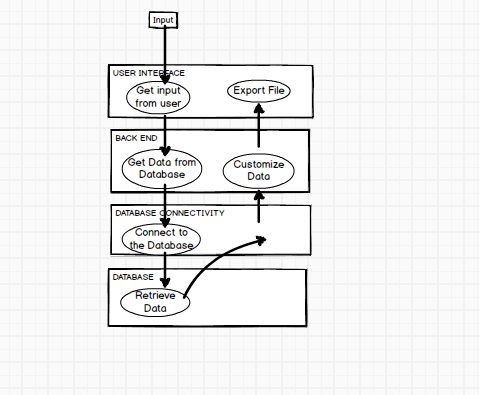 Input
USER INTERFACE
Get input
from user
Export File
BACK END
Get Data from
Database
Customize
Data
DATABASE CONNECTIVITY
Connect to
the Database
DATABASE
Retrieve
Data